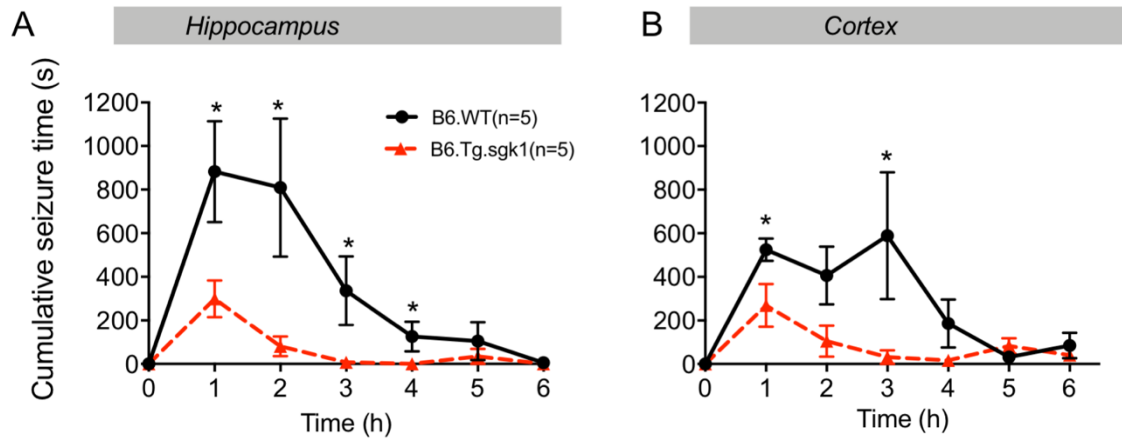 A
Hippocampus
Cumulative seizure time (s)
1200
1000
800
600
400
200
0
* * * *
B6.WT(n=5)
B6.Tg.sgk1(n=5)
0 1 2 3 4 5 6
Time (h)
B
Cortex
1200
1000
800
600
400
200
0
* *
0 1 2 3 4 5 6
Time (h)